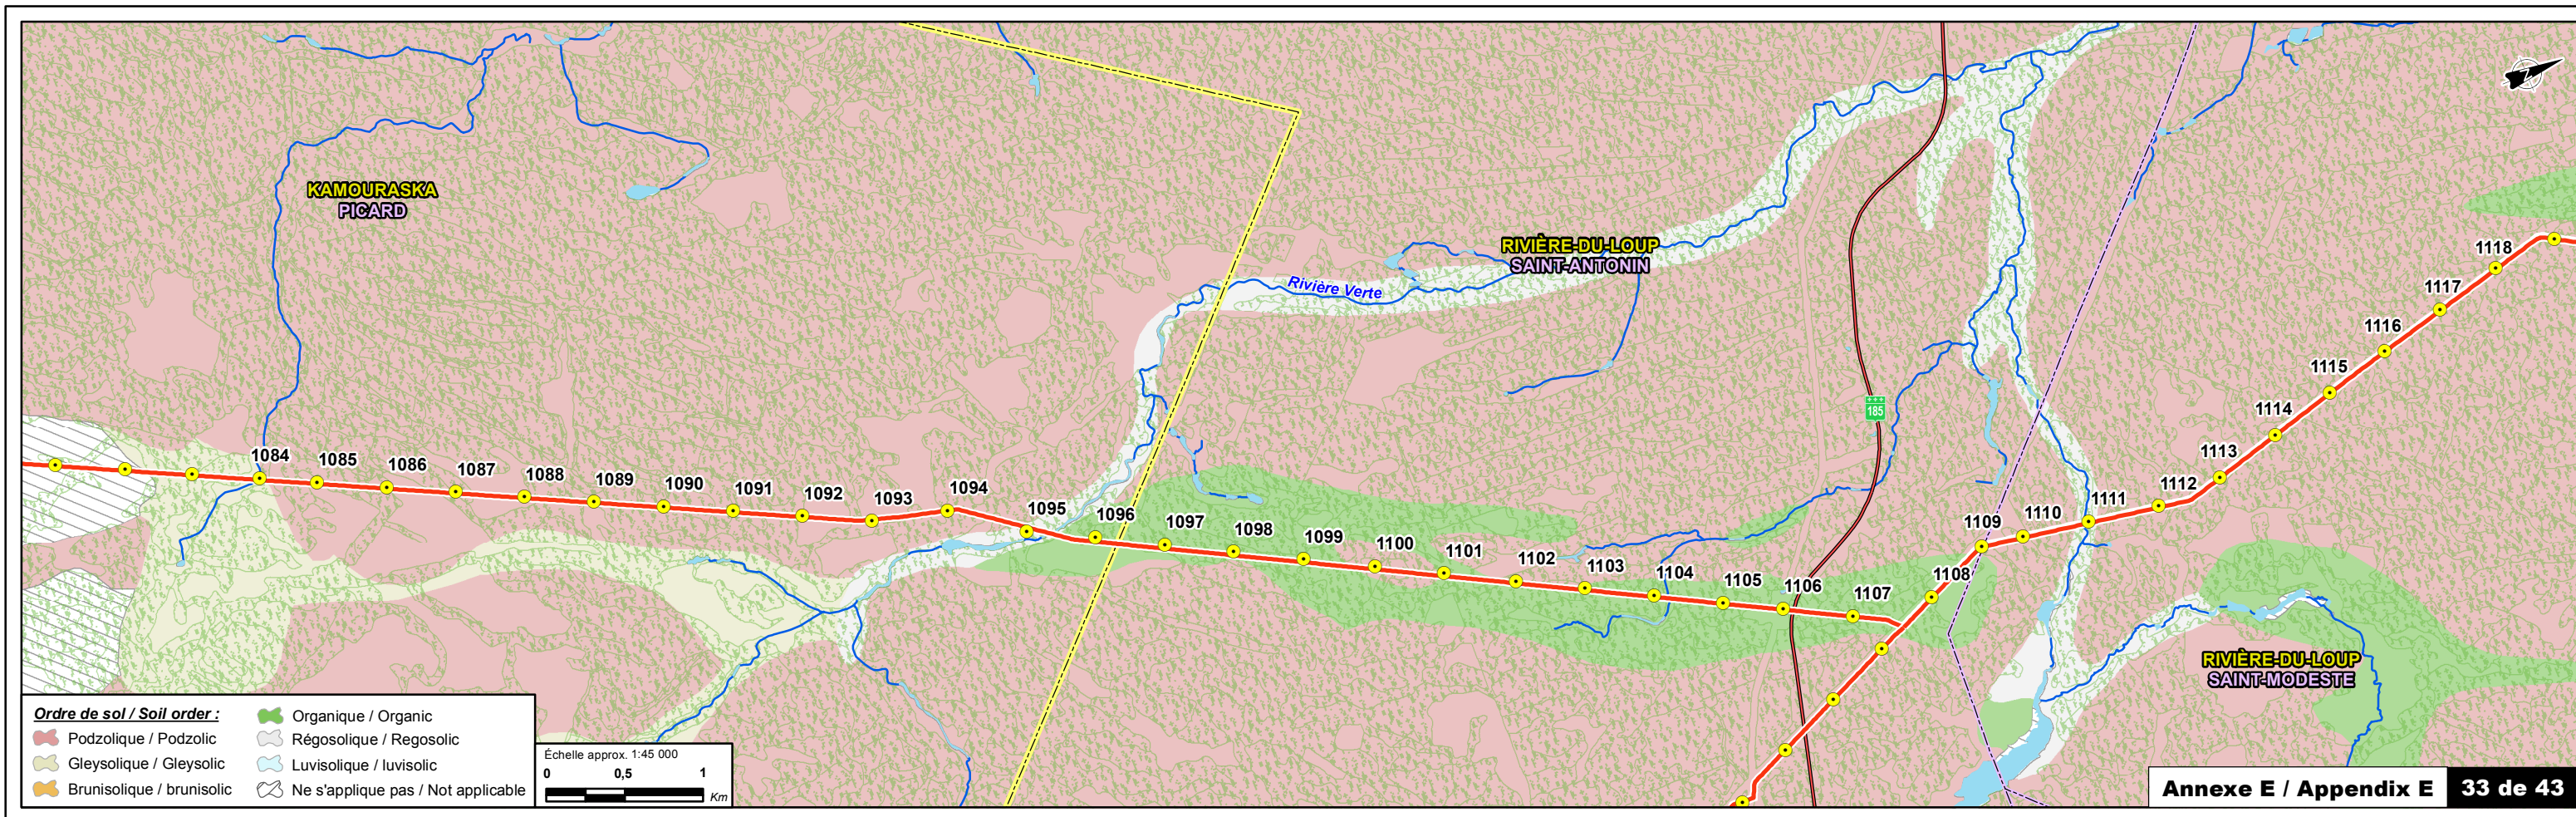 KAMOURASKA
PICARD
RIVIÈRE-DU-LOUP
SAINT-ANTONIN
Rivière Verte
185
1084
1085
1086
1087
1088
1089
1090
1091
1092
1093
1094
1095
1096
1097
1098
1099
1100
1101
1102
1103
1104
1105
1106
1107
1108
1109
1110
1111
1112
1113
1114
1115
1116
1117
1118
RIVIÈRE-DU-LOUP
SAINT-MODESTE
Ordre de sol / Soil order :
Podzolique / Podzolic
Gleysolique / Gleysolic
Brunisolique / brunisolic
Organique / Organic
Régosolique / Regosolic
Luvisolique / luvisolic
Ne s'applique pas / Not applicable
Échelle approx. 1:45 000
0 0,5 1
Km
Annexe E / Appendix E 33 de 43